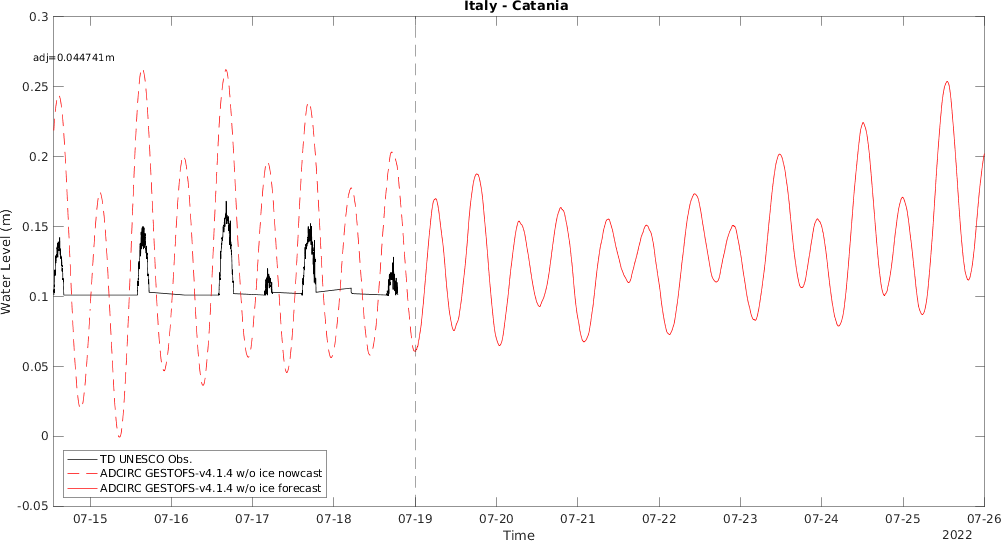 Italy - Catania
adj=0.044741m
Water Level (m)
0.3
0.25
0.2
0.15
0.1
0.05
0
-0.05
TD UNESCO Obs.
ADCIRC GESTOFS-v4.1.4 w/o ice nowcast
ADCIRC GESTOFS-v4.1.4 w/o ice forecast
07-15 07-16 07-17 07-18 07-19 07-20 07-21 07-22 07-23 07-24 07-25 07-26
Time
2022